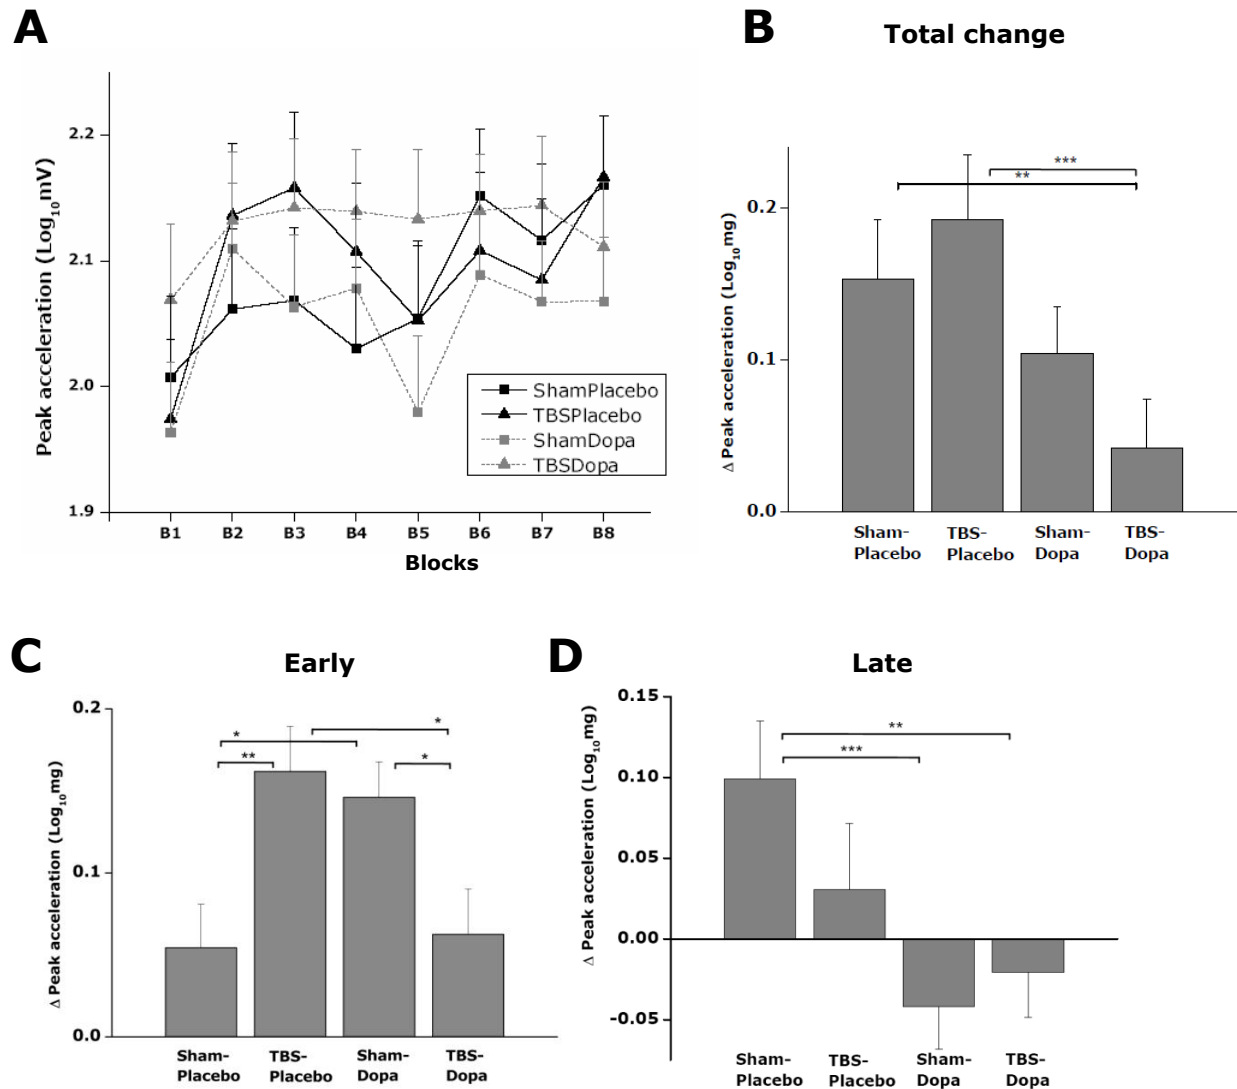 A
Peak acceleration (Log10mV)
2.2
2.1
2.0
1.9
B1 B2 B3 B4 B5 B6 B7 B8
Blocks
ShamPlacebo
TBSPlacebo
ShamDopa
TBSDopa
B
Total change
Δ Peak acceleration (Log10mg)
0.2
0.1
0.0
***
**
Sham- TBS- Sham- TBS-
Placebo Placebo Dopa Dopa
C
Early
Δ Peak acceleration (Log10mg)
0.2
0.1
0.0
*
*
**
*
Sham- TBS- Sham- TBS-
Placebo Placebo Dopa Dopa
D
Late
Δ Peak acceleration (Log10mg)
0.15
0.10
0.05
0.00
-0.05
**
***
Sham- TBS- Sham- TBS-
Placebo Placebo Dopa Dopa